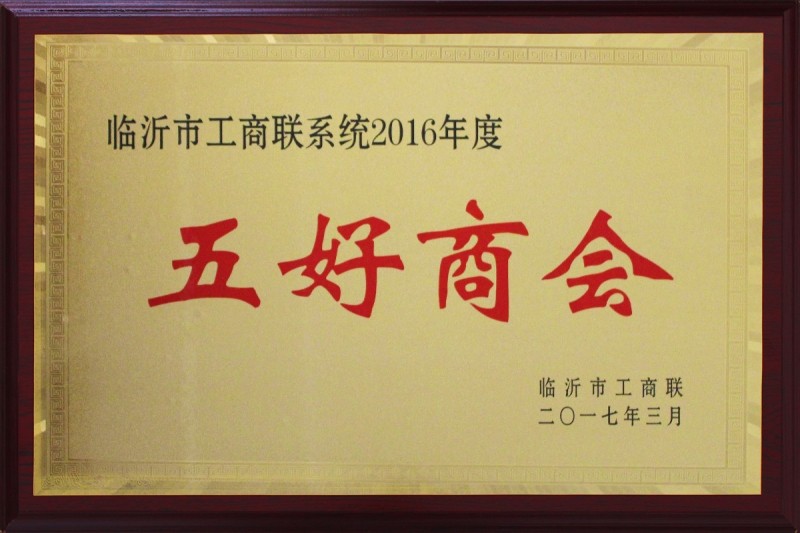 临沂市工商联系统2016年度
五好商会
临沂市工商联
二〇一七年三月